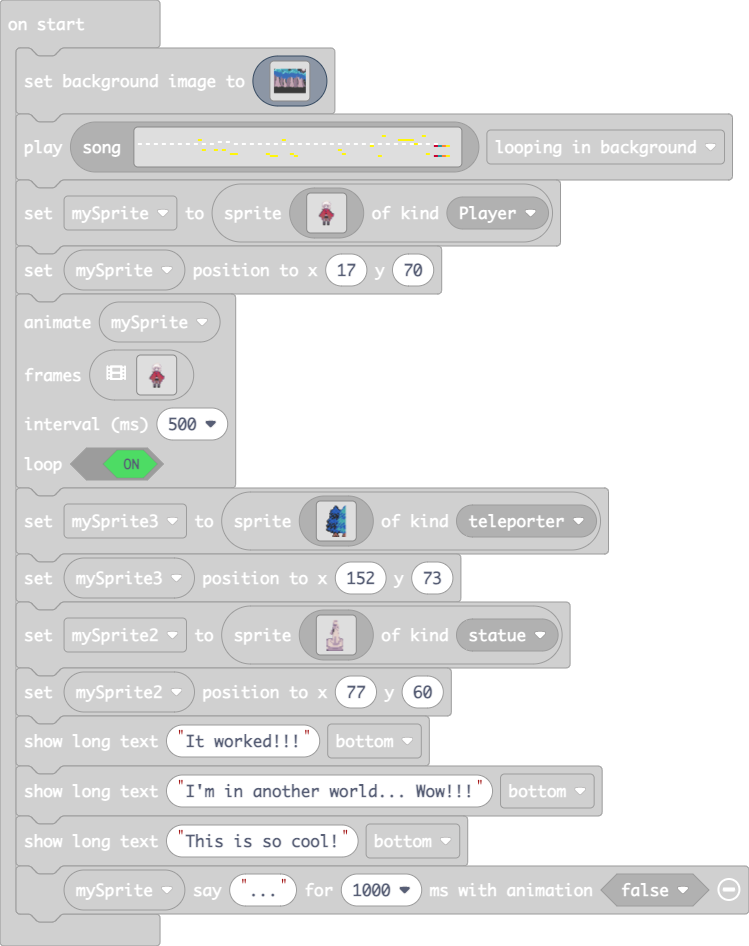 on start
set background image to
play song looping in background
set mySprite to sprite of kind Player
set mySprite position to x 17 y 70
animate mySprite
frames
interval (ms) 500
loop ON
set mySprite3 to sprite of kind teleporter
set mySprite3 position to x 152 y 73
set mySprite2 to sprite of kind statue
set mySprite2 position to x 77 y 60
show long text "It worked!!!" bottom
show long text "I'm in another world... Wow!!!" bottom
show long text "This is so cool!" bottom
mySprite say "..." for 1000 ms with animation false